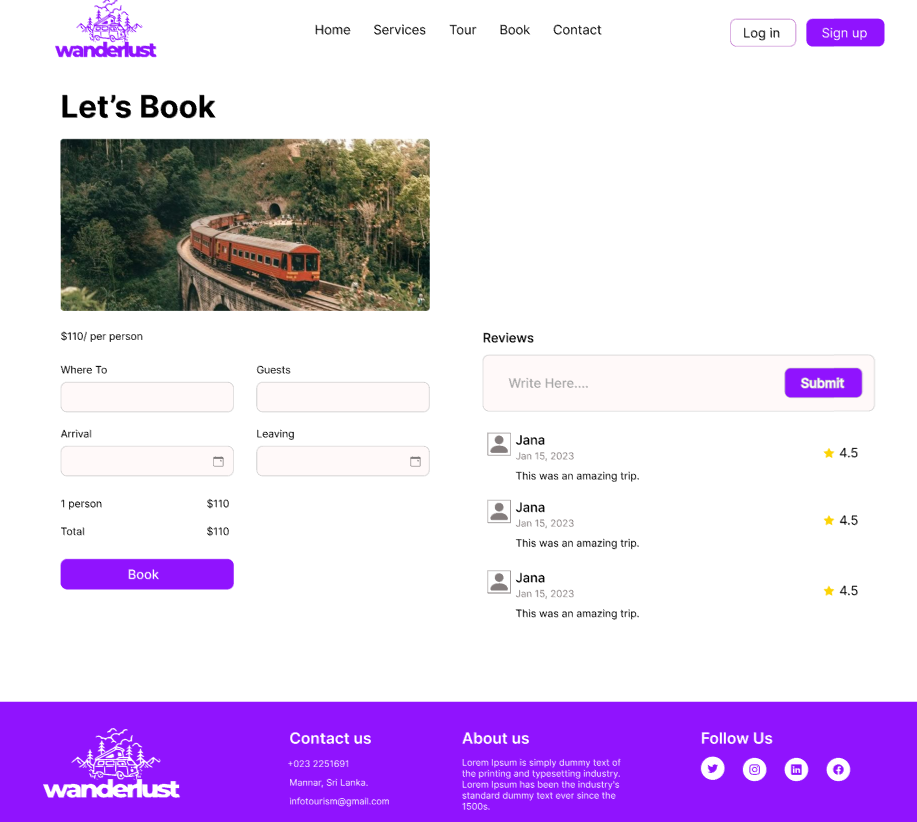 wanderlust
Home Services Tour Book Contact
Log in Sign up
Let’s Book
$110/ per person
Where To Guests
Arrival Leaving
1 person $110
Total $110
Book
Reviews
Write Here.... Submit
Jana
Jan 15, 2023
This was an amazing trip.
4.5
Jana
Jan 15, 2023
This was an amazing trip.
4.5
Jana
Jan 15, 2023
This was an amazing trip.
4.5
wanderlust
Contact us
+023 2251691
Mannar, Sri Lanka.
infotourism@gmail.com
About us
Lorem Ipsum is simply dummy text of
the printing and typesetting industry.
Lorem Ipsum has been the industry's
standard dummy text ever since the
1500s.
Follow Us